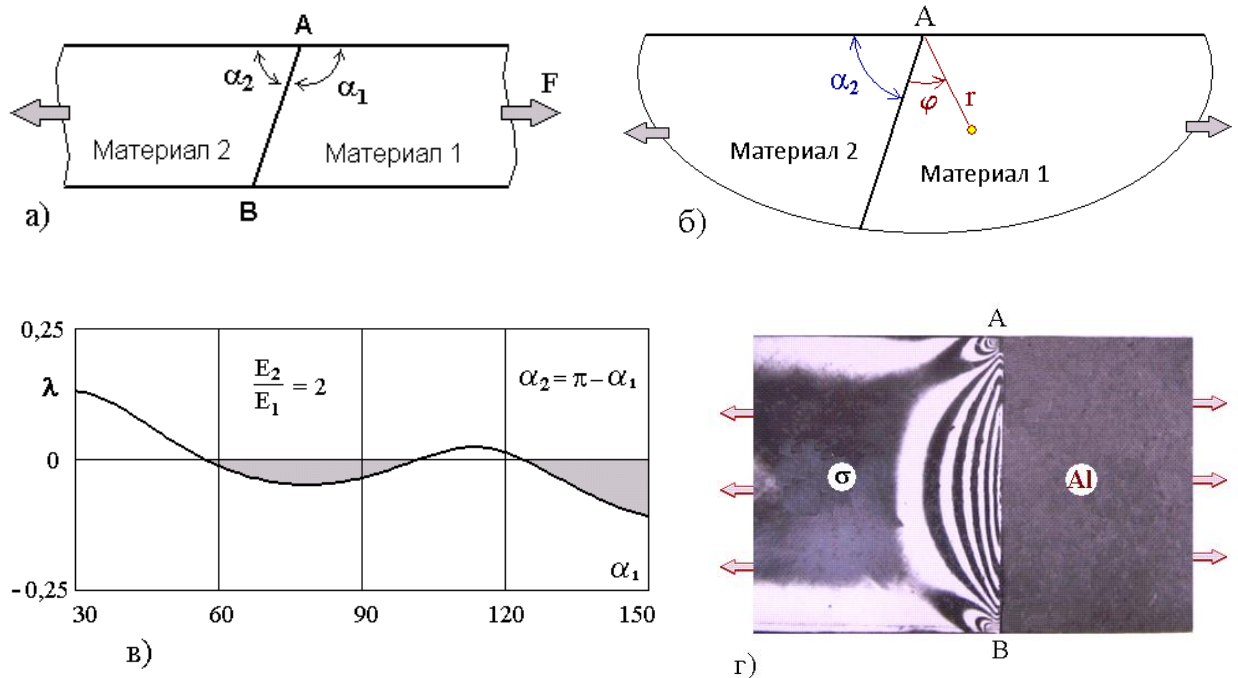 A
α₂
α₁
F
Материал 2
Материал 1
B
а)
A
α₂
φ
r
Материал 2
Материал 1
б)
0,25
λ
E₂
E₁
= 2
α₂ = π – α₁
0
- 0,25
α₁
30
60
90
120
150
в)
A
σ
Al
B
г)